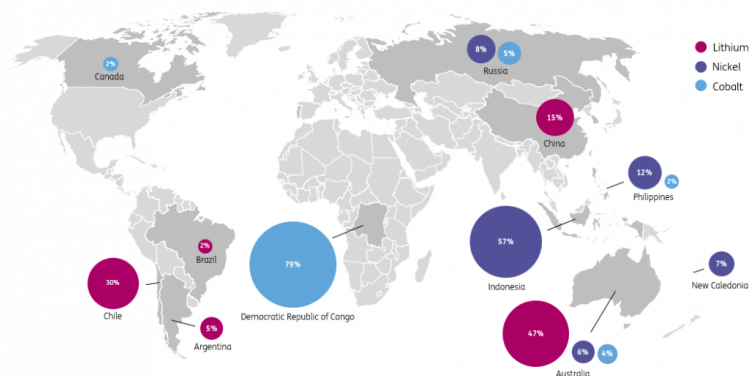 Lithium
Nickel
Cobalt
2%
Canada
8%
5%
Russia
15%
China
12%
2%
Philippines
2%
Brazil
79%
Democratic Republic of Congo
57%
Indonesia
7%
New Caledonia
30%
Chile
5%
Argentina
47%
6%
4%
Australia